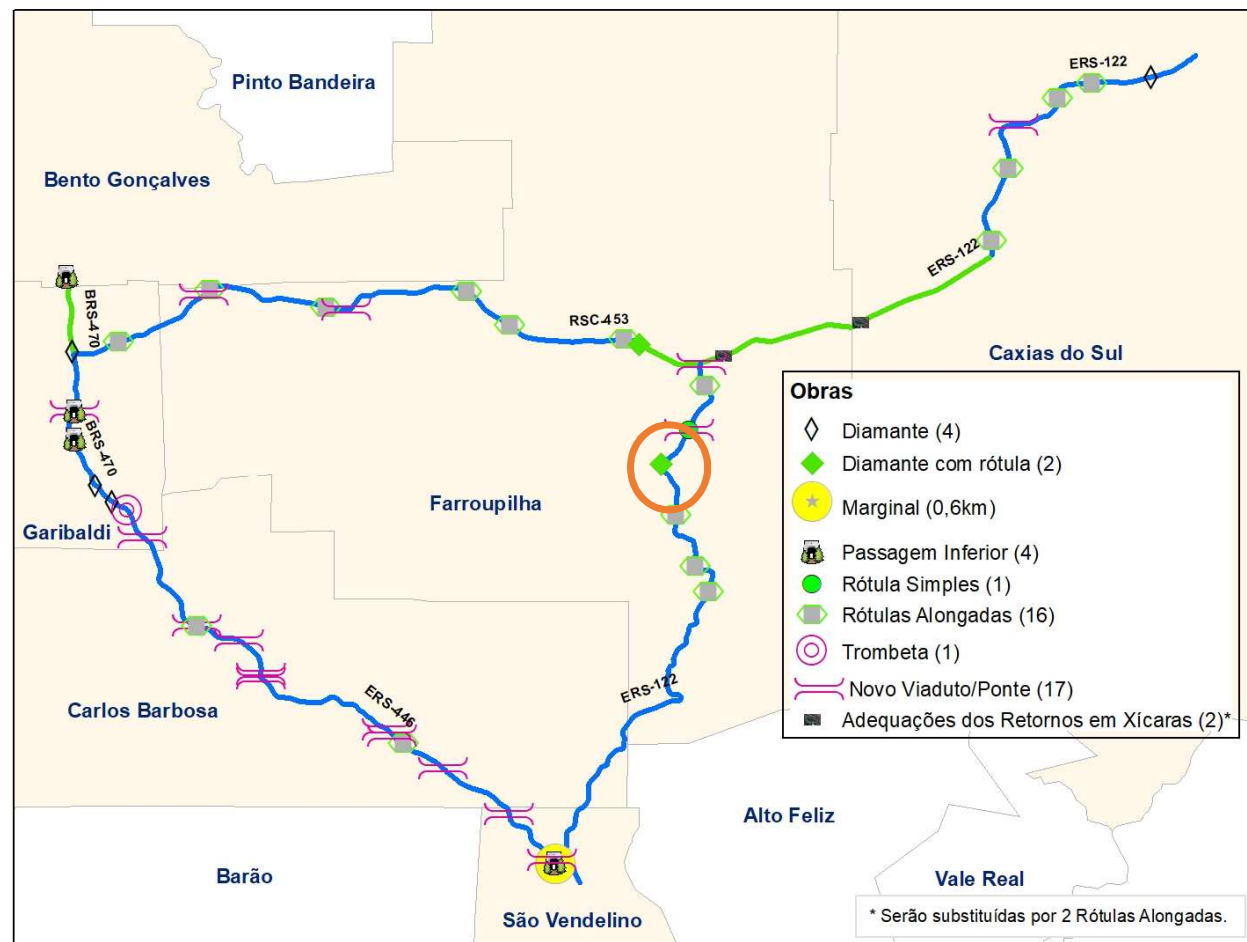 ERS-122
Pinto Bandeira
Bento Gonçalves
ERS-122
BRS-470
RSC-453
Caxias do Sul
BRS-470
Farroupilha
Garibaldi
ERS-122
Carlos Barbosa
ERS-446
Alto Feliz
Barão
Vale Real
São Vendelino
Obras
Diamante (4)
Diamante com rótula (2)
Marginal (0,6km)
Passagem Inferior (4)
Rótula Simples (1)
Rótulas Alongadas (16)
Trombeta (1)
Novo Viaduto/Ponte (17)
Adequações dos Retornos em Xícaras (2)*
* Serão substituídas por 2 Rótulas Alongadas.